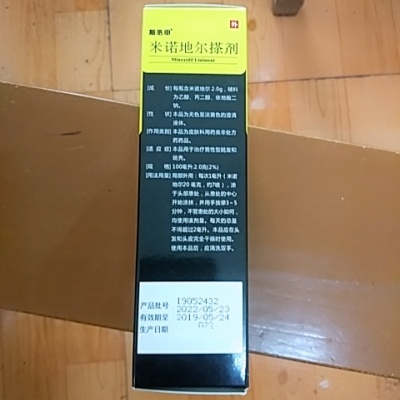 斯必申
外
米诺地尔搽剂
Minoxidil Liniment
[成 份] 每瓶含米诺地尔 2.0g, 辅料
为乙醇、丙二醇、依地酸二
钠。
[性 状] 本品为无色至淡黄色的澄清
液体。
[作用类别] 本品为皮肤科用药类非处方
药药品。
[适 应 症] 本品用于治疗男性型脱发和
斑秃。
[规 格] 100毫升:2.0克(2%)
[用法用量] 局部外用:每次1毫升(米诺
地尔20毫克,约7喷),涂
于头部患处,从患处的中心
开始涂抹,并用手按摩3~5
分钟,不管患处的大小如何,
均使用该剂量。每天的总量
不得超过2毫升。本品应在头
发和头皮完全干燥时使用。
使用本品后,应清洗双手。
产品批号 19052432
有效期至 2022/05/23
生产日期 2019/05/24